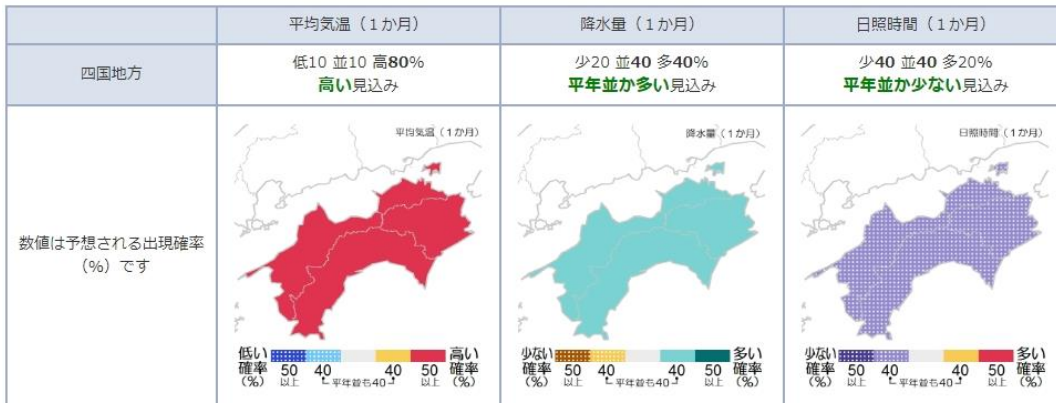 平均気温（１か月）
降水量（１か月）
日照時間（１か月）
四国地方
低10 並10 高80%
高い見込み
少20 並40 多40%
平年並か多い見込み
少40 並40 多20%
平年並か少ない見込み
数値は予想される出現確率
（%）です
平均気温（１か月）
低い
確率
(%)
50
以上
40
平年並も40
40
50
以上
高い
確率
(%)
降水量（１か月）
少ない
確率
(%)
50
以上
40
平年並も40
40
50
以上
多い
確率
(%)
日照時間（１か月）
少ない
確率
(%)
50
以上
40
平年並も40
40
50
以上
多い
確率
(%)